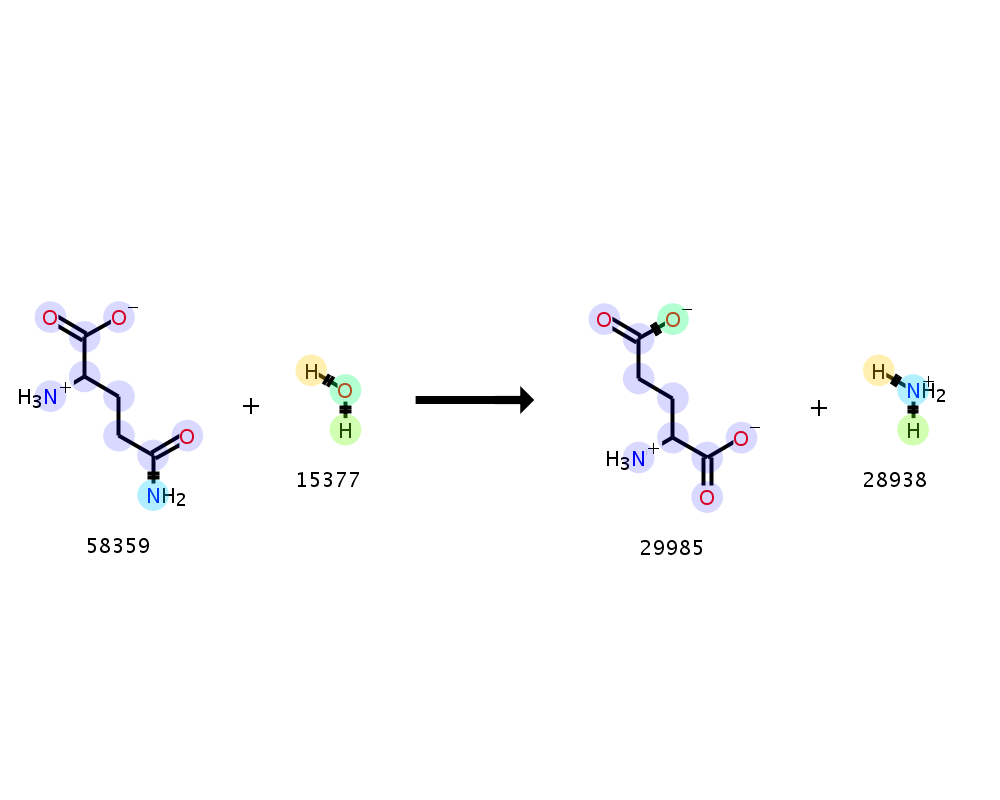 O O−
H3N+
O
NH2
58359
+
H
O
H
15377
O O−
O−
H3N+
O
29985
+
H
NH2+
H
28938